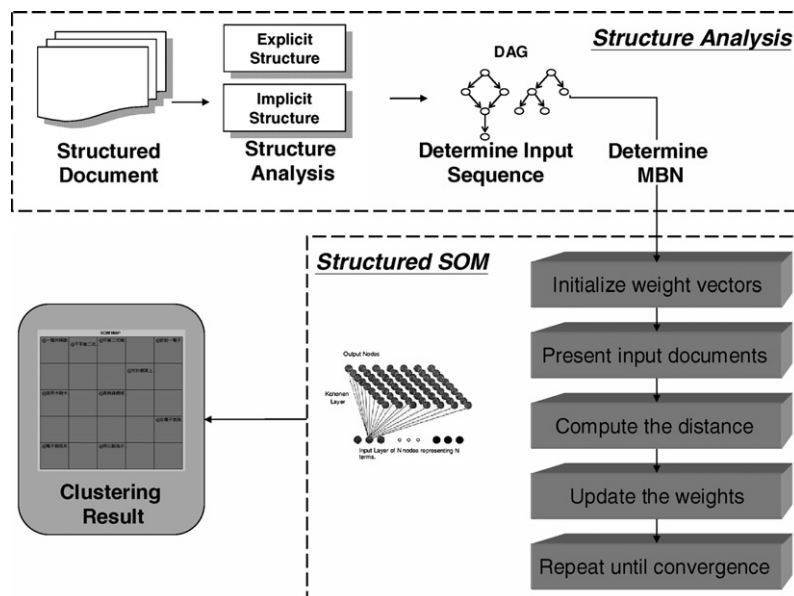 Structure Analysis
Explicit
Structure
Implicit
Structure
DAG
Structured
Document
Structure
Analysis
Determine Input
Sequence
Determine
MBN
Structured SOM
Initialize weight vectors
Present input documents
Compute the distance
Update the weights
Repeat until convergence
Output Nodes
Kohonen
Layer
Input Layer of N nodes representing N
terms.
SOM MAP
Clustering
Result